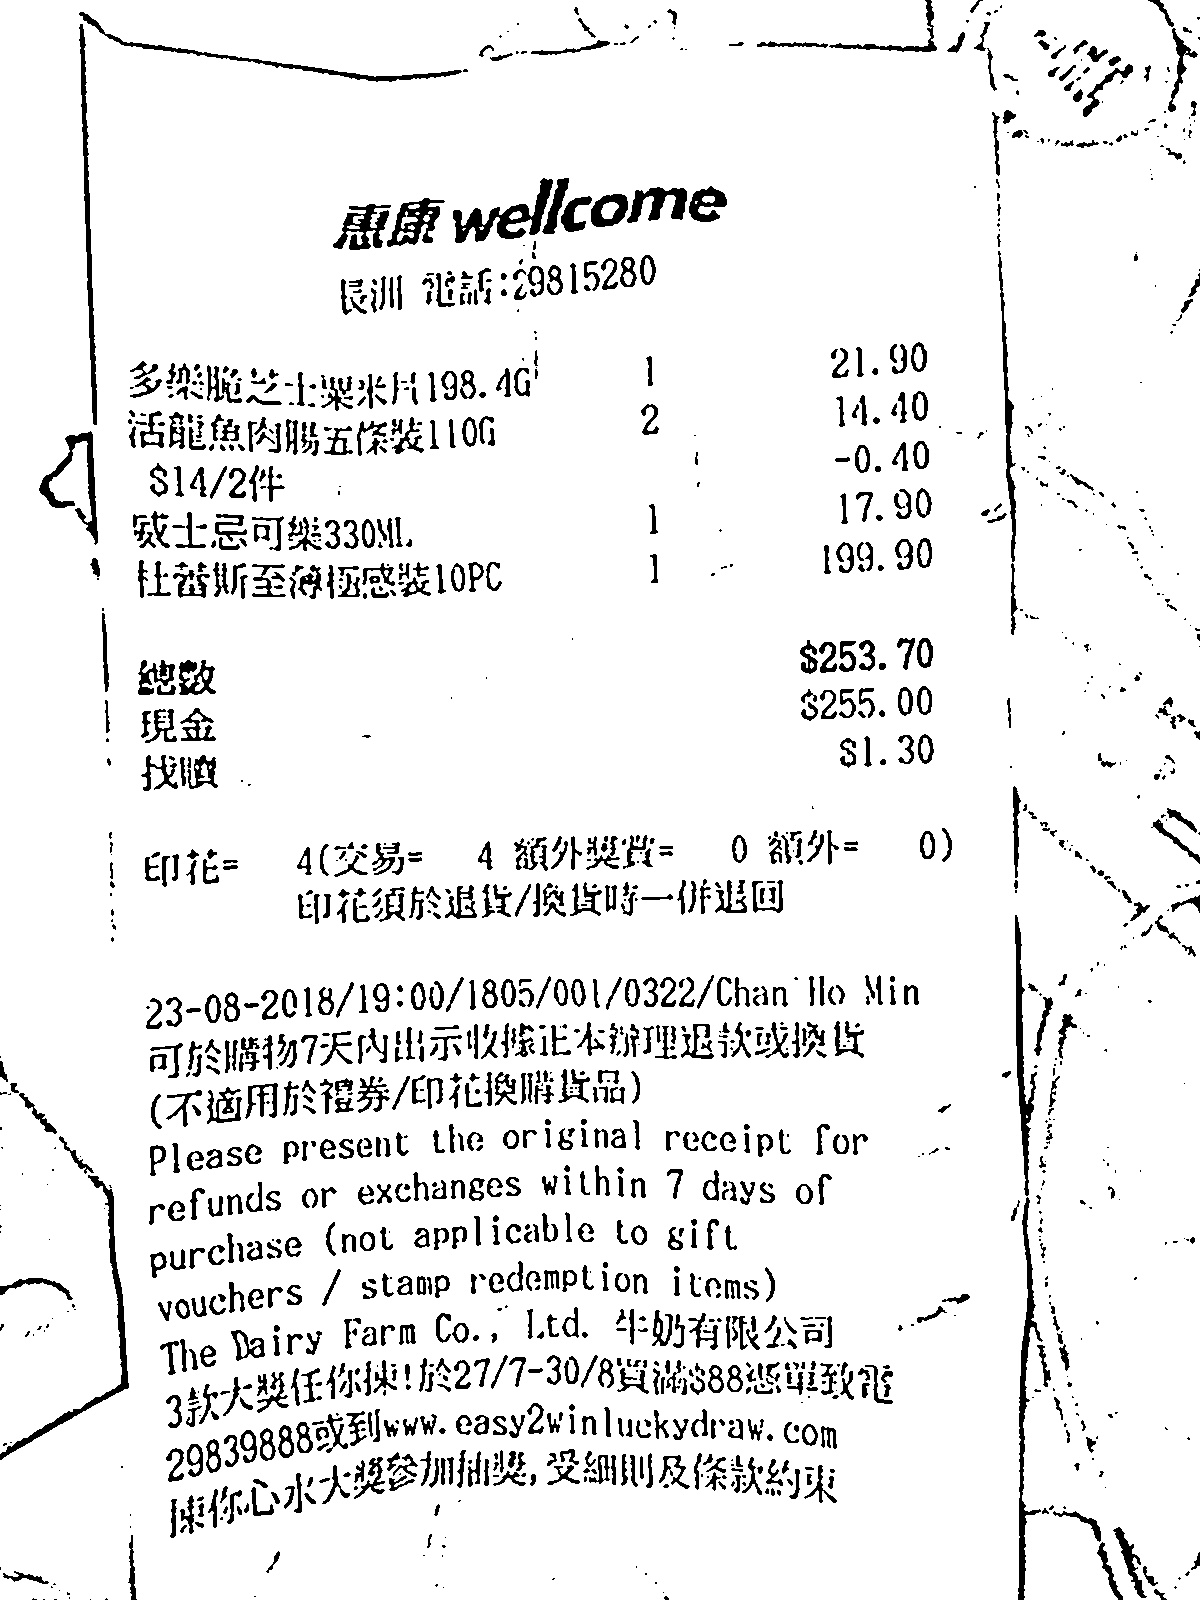 惠康 wellcome
長洲 電話:29815280
多樂脆芝士粟米片198.4G 1 21.90
活龍魚肉腸五條裝110G 2 14.40
$14/2件 -0.40
威士忌可樂330ML 1 17.90
杜蕾斯至薄極感裝10PC 1 199.90
總數 $253.70
現金 $255.00
找贖 $1.30
印花= 4(交易= 4 額外獎賞= 0 額外= 0)
印花須於退貨/換貨時一併退回
23-08-2018/19:00/1805/001/0322/Chan Ho Min
可於購物7天內出示收據正本辦理退款或換貨
(不適用於禮券/印花換購貨品)
Please present the original receipt for
refunds or exchanges within 7 days of
purchase (not applicable to gift
vouchers / stamp redemption items)
The Dairy Farm Co., Ltd. 牛奶有限公司
3款大獎任你揀!於27/7-30/8買滿$88憑單致電
29839888或到www.easy2winluckydraw.com
揀你心水大獎參加抽獎,受細則及條款約束